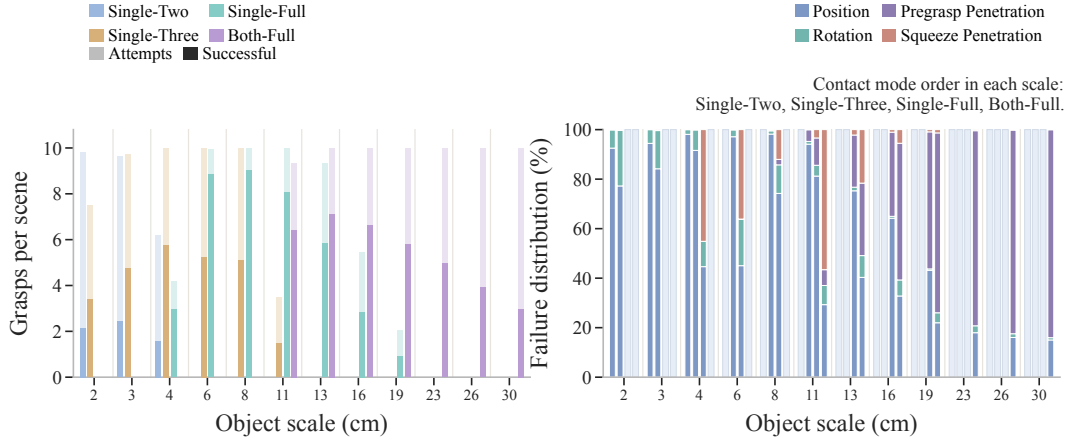 Single-Two Single-Full
Single-Three Both-Full
Attempts Successful
Grasps per scene
10
8
6
4
2
0
2 3 4 6 8 11 13 16 19 23 26 30
Object scale (cm)
Position Pregrasp Penetration
Rotation Squeeze Penetration
Contact mode order in each scale:
Single-Two, Single-Three, Single-Full, Both-Full.
Failure distribution (%)
100
80
60
40
20
0
2 3 4 6 8 11 13 16 19 23 26 30
Object scale (cm)